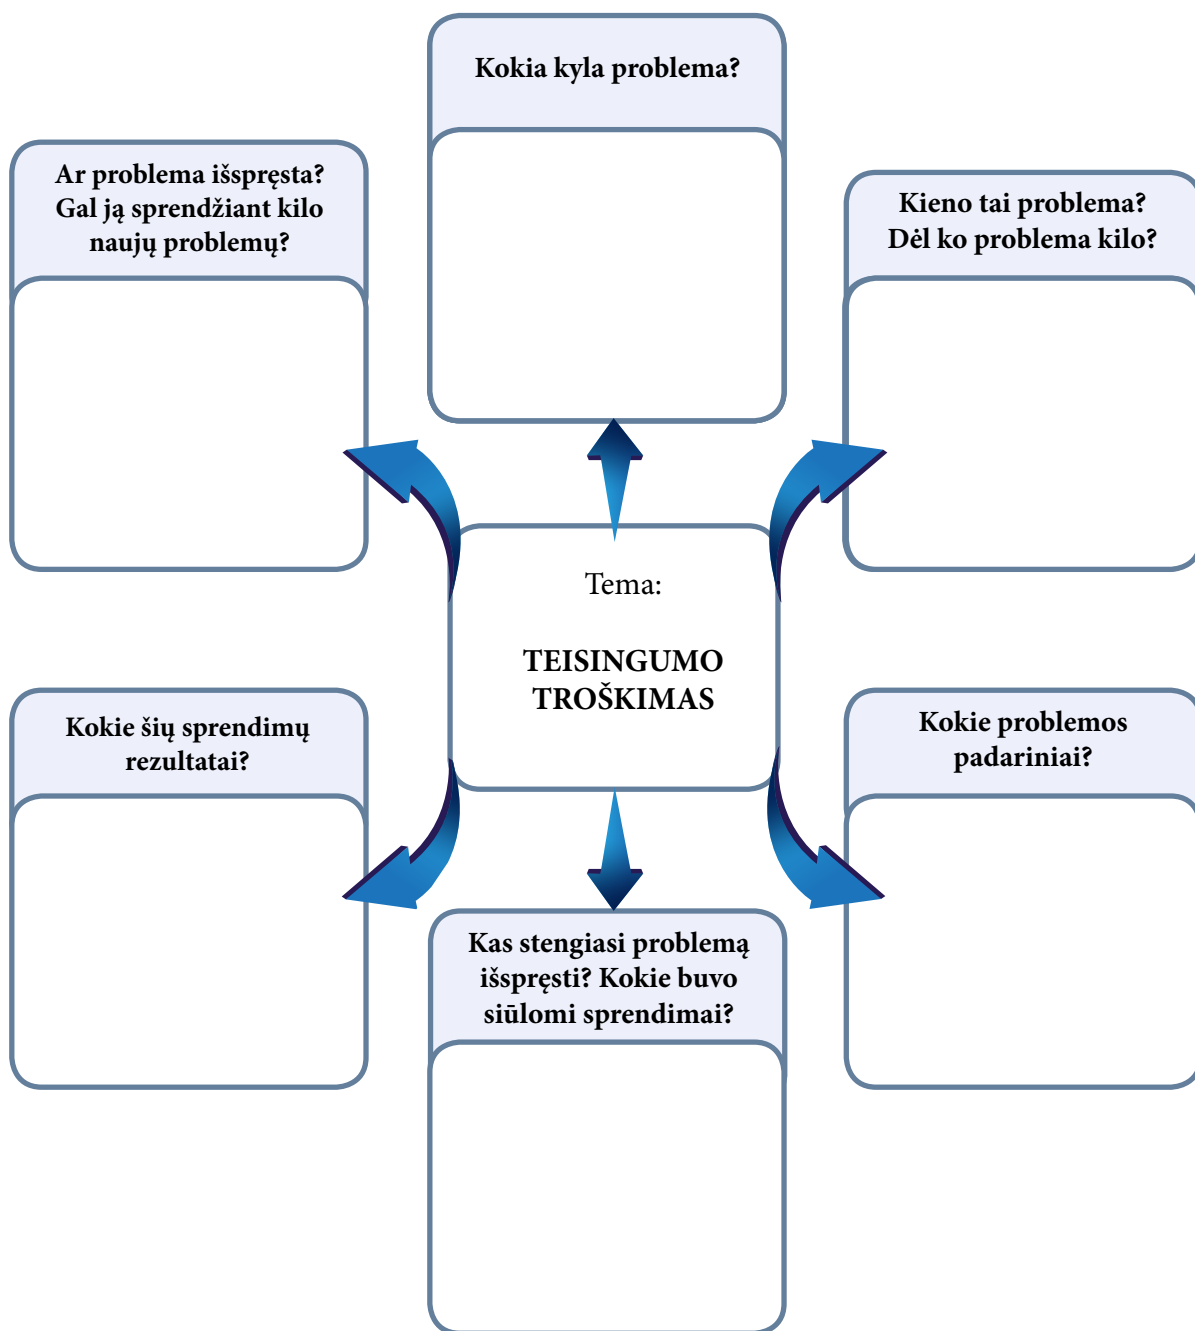 Kokia kyla problema?
Ar problema išspręsta?
Gal ją sprendžiant kilo
naujų problemų?
Kieno tai problema?
Dėl ko problema kilo?
Tema:
TEISINGUMO
TROŠKIMAS
Kokie šių sprendimų
rezultatai?
Kokie problemos
padariniai?
Kas stengiasi problemą
išspręsti? Kokie buvo
siūlomi sprendimai?